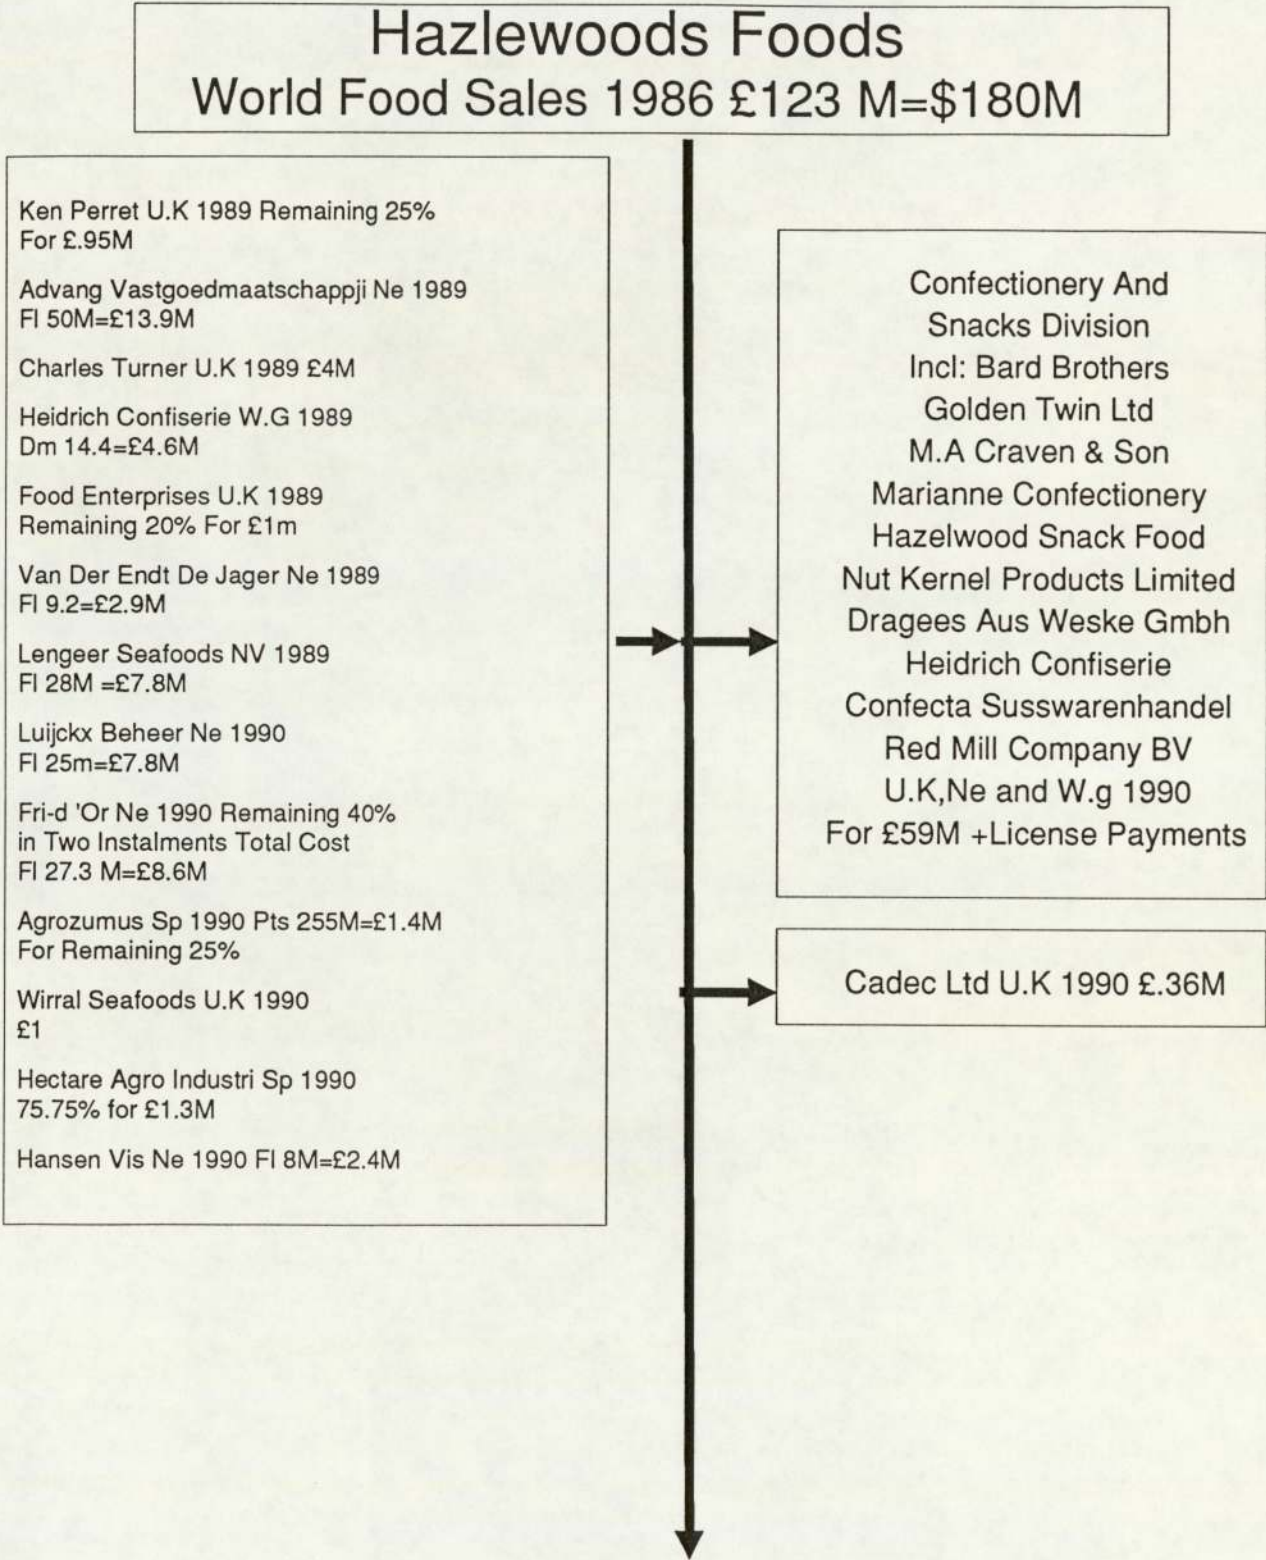 Hazlewoods Foods
World Food Sales 1986 £123 M=$180M
Ken Perret U.K 1989 Remaining 25%
For £.95M
Advang Vastgoedmaatschappji Ne 1989
Fl 50M=£13.9M
Charles Turner U.K 1989 £4M
Heidrich Confiserie W.G 1989
Dm 14.4=£4.6M
Food Enterprises U.K 1989
Remaining 20% For £1m
Van Der Endt De Jager Ne 1989
Fl 9.2=£2.9M
Lengeer Seafoods NV 1989
Fl 28M =£7.8M
Luijckx Beheer Ne 1990
Fl 25m=£7.8M
Fri-d 'Or Ne 1990 Remaining 40%
in Two Instalments Total Cost
Fl 27.3 M=£8.6M
Agrozumus Sp 1990 Pts 255M=£1.4M
For Remaining 25%
Wirral Seafoods U.K 1990
£1
Hectare Agro Industri Sp 1990
75.75% for £1.3M
Hansen Vis Ne 1990 Fl 8M=£2.4M
Confectionery And
Snacks Division
Incl: Bard Brothers
Golden Twin Ltd
M.A Craven & Son
Marianne Confectionery
Hazelwood Snack Food
Nut Kernel Products Limited
Dragees Aus Weske Gmbh
Heidrich Confiserie
Confecta Susswarenhandel
Red Mill Company BV
U.K,Ne and W.g 1990
For £59M +License Payments
Cadec Ltd U.K 1990 £.36M